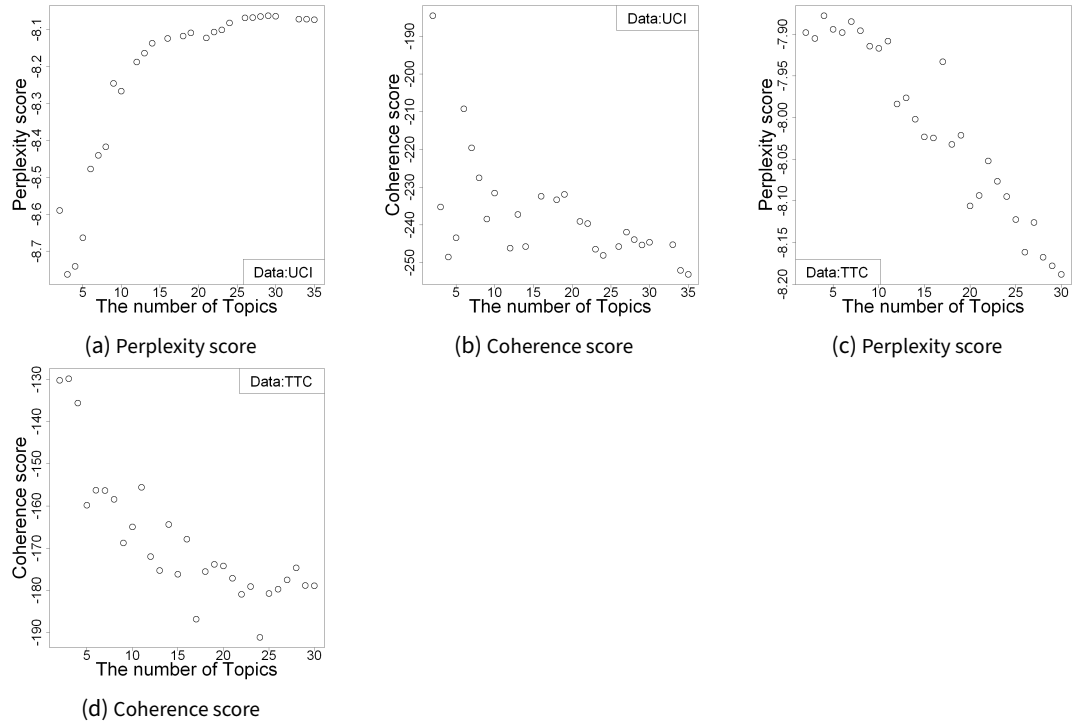 Perplexity score
-8.1
-8.2
-8.3
-8.4
-8.5
-8.6
-8.7
Data:UCI
5 10 15 20 25 30 35
The number of Topics
(a) Perplexity score
Coherence score
-190
-200
-210
-220
-230
-240
-250
Data:UCI
5 10 15 20 25 30 35
The number of Topics
(b) Coherence score
Perplexity score
-7.90
-7.95
-8.00
-8.05
-8.10
-8.15
-8.20
Data:TTC
5 10 15 20 25 30
The number of Topics
(c) Perplexity score
Coherence score
-130
-140
-150
-160
-170
-180
-190
Data:TTC
5 10 15 20 25 30
The number of Topics
(d) Coherence score